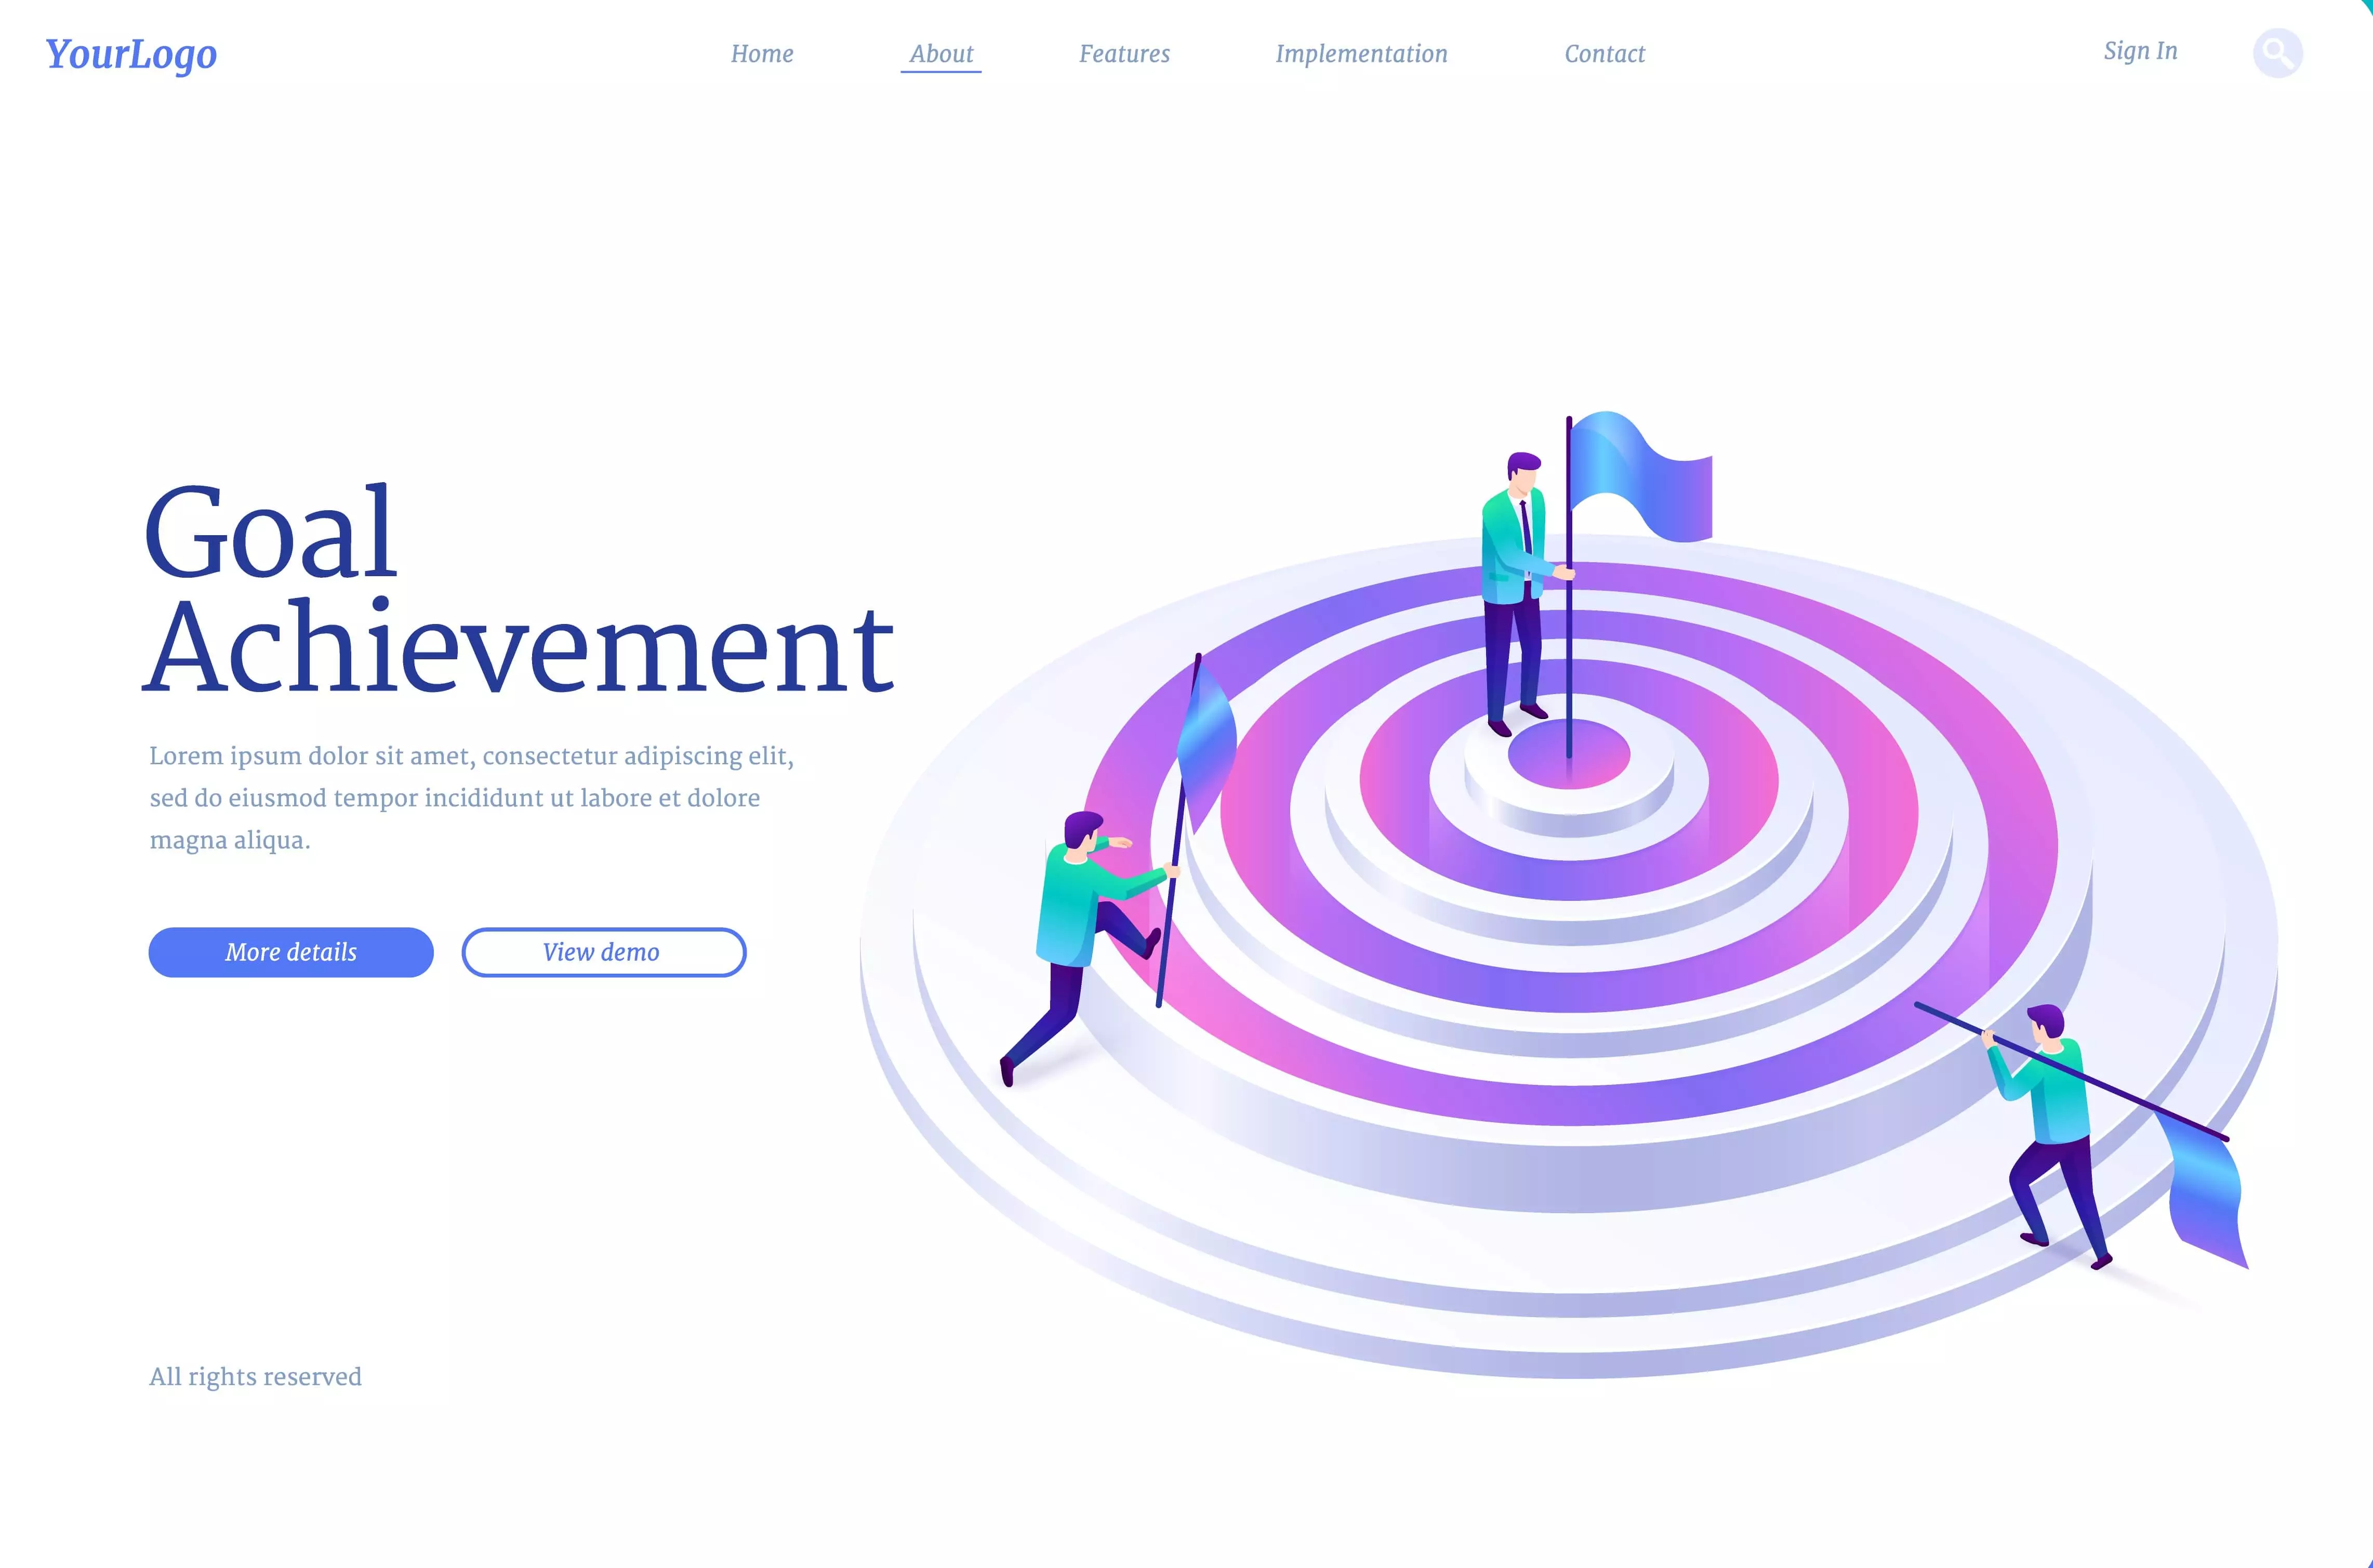 YourLogo
Home About Features Implementation Contact Sign In
Goal
Achievement
Lorem ipsum dolor sit amet, consectetur adipiscing elit,
sed do eiusmod tempor incididunt ut labore et dolore
magna aliqua.
More details View demo
All rights reserved